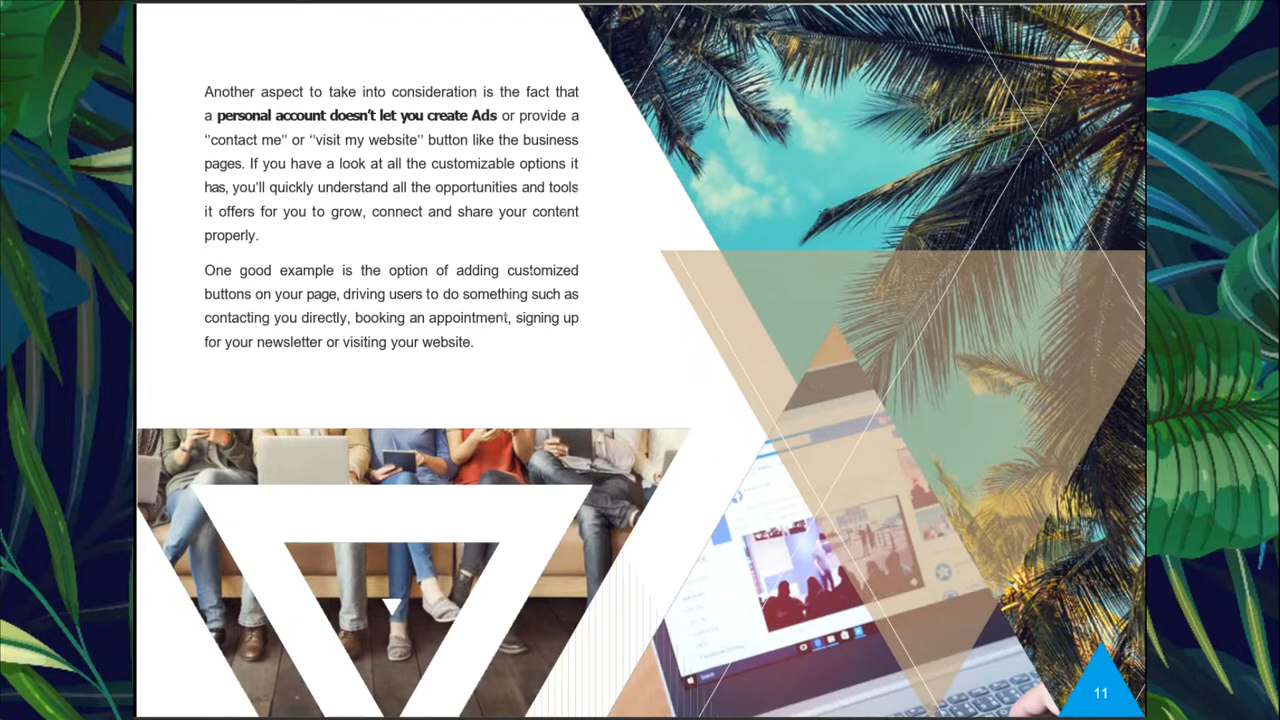 Another aspect to take into consideration is the fact that
a personal account doesn't let you create Ads or provide a
‘‘contact me’’ or ‘‘visit my website’’ button like the business
pages. If you have a look at all the customizable options it
has, you'll quickly understand all the opportunities and tools
it offers for you to grow, connect and share your content
properly.
One good example is the option of adding customized
buttons on your page, driving users to do something such as
contacting you directly, booking an appointment, signing up
for your newsletter or visiting your website.
11